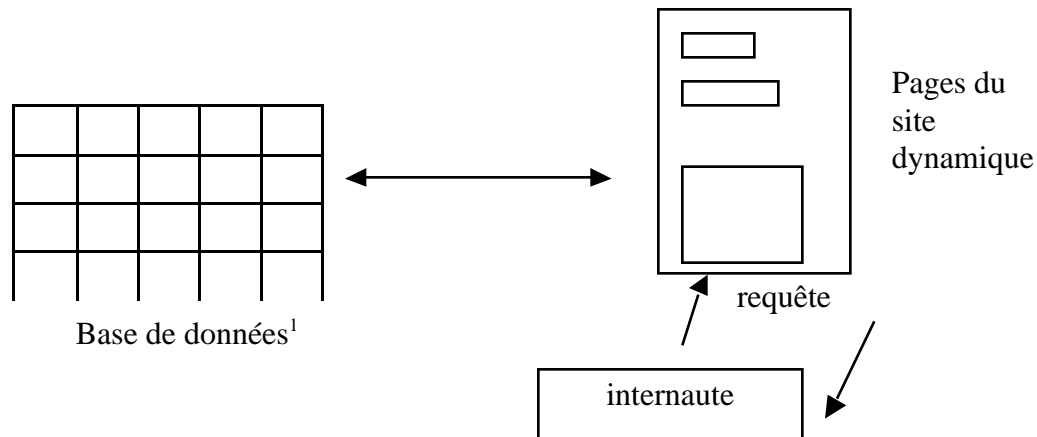 Pages du
site
dynamique
requête
Base de données¹
internaute